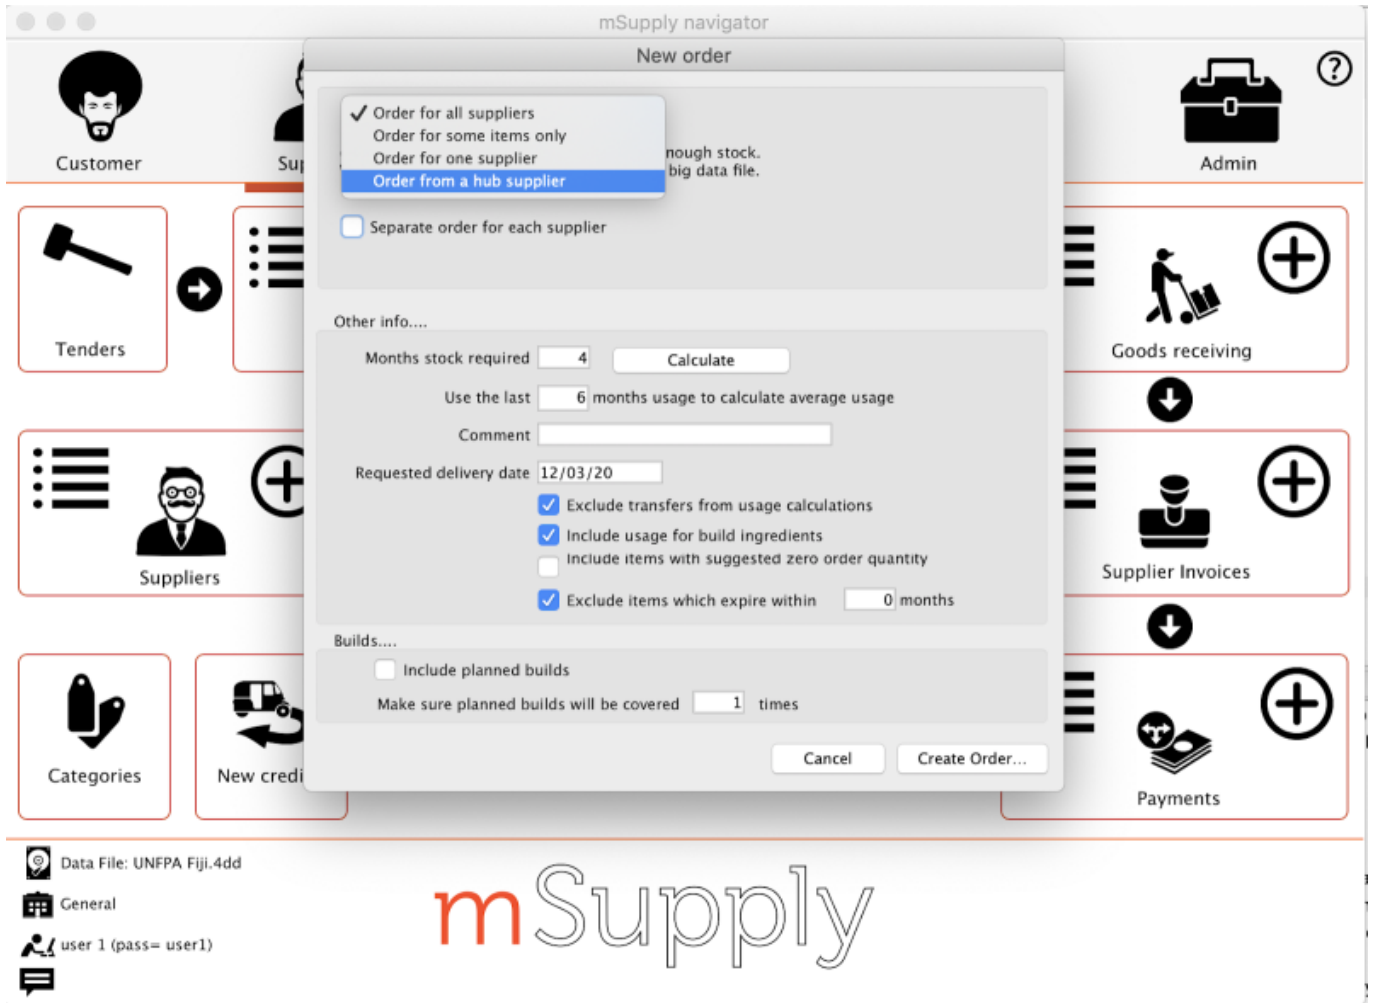 mSupply navigator
New order
Customer
Sup
Admin
?
✓ Order for all suppliers
Order for some items only
Order for one supplier
Order from a hub supplier
nough stock.
big data file.
Separate order for each supplier
Tenders
Goods receiving
Other info....
Months stock required 4 Calculate
Use the last 6 months usage to calculate average usage
Comment
Requested delivery date 12/03/20
Exclude transfers from usage calculations
Include usage for build ingredients
Include items with suggested zero order quantity
Exclude items which expire within 0 months
Suppliers
Supplier Invoices
Builds....
Include planned builds
Make sure planned builds will be covered 1 times
Cancel Create Order...
Categories
New credi
Payments
Data File: UNFPA Fiji.4dd
General
user 1 (pass= user1)
mSupply